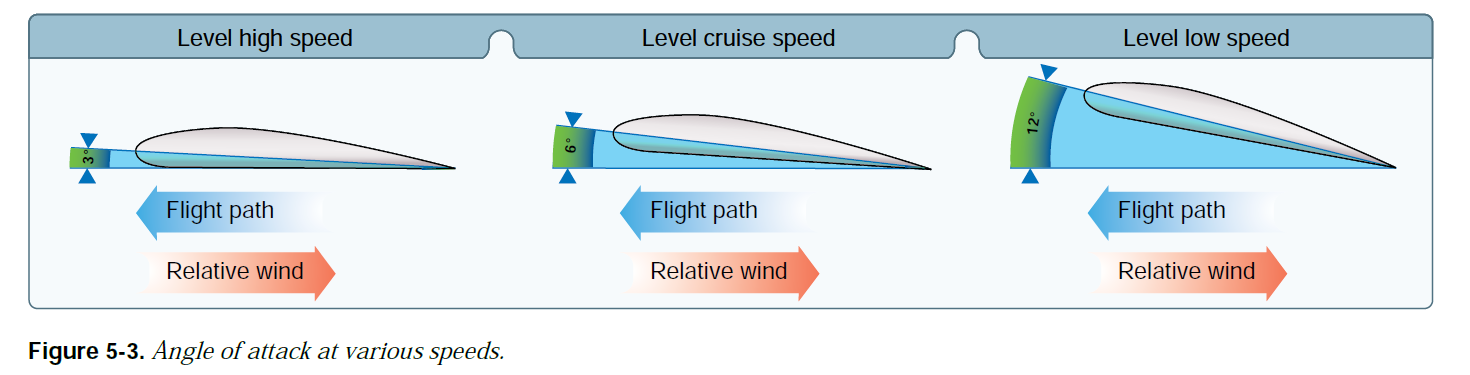 Level high speed
Level cruise speed
Level low speed
3°
6°
12°
Flight path
Flight path
Flight path
Relative wind
Relative wind
Relative wind
Figure 5-3. Angle of attack at various speeds.